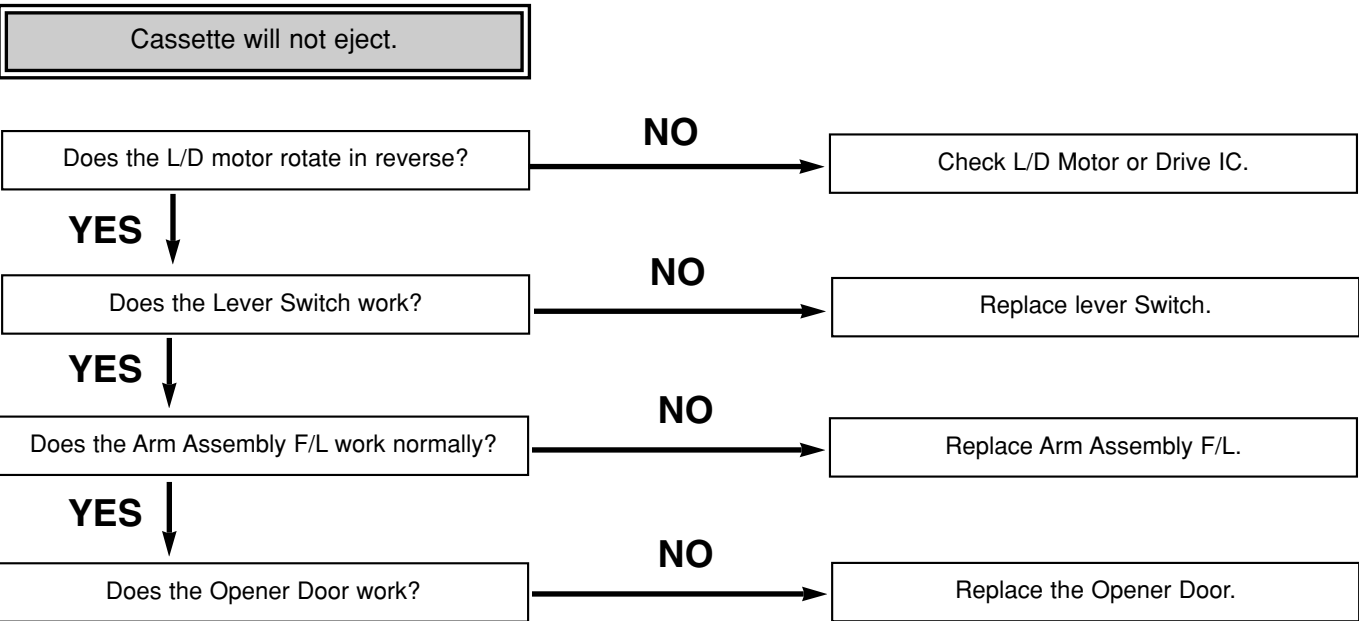 Cassette will not eject.
NO
Does the L/D motor rotate in reverse?
Check L/D Motor or Drive IC.
YES
NO
Does the Lever Switch work?
Replace lever Switch.
YES
NO
Does the Arm Assembly F/L work normally?
Replace Arm Assembly F/L.
YES
NO
Does the Opener Door work?
Replace the Opener Door.